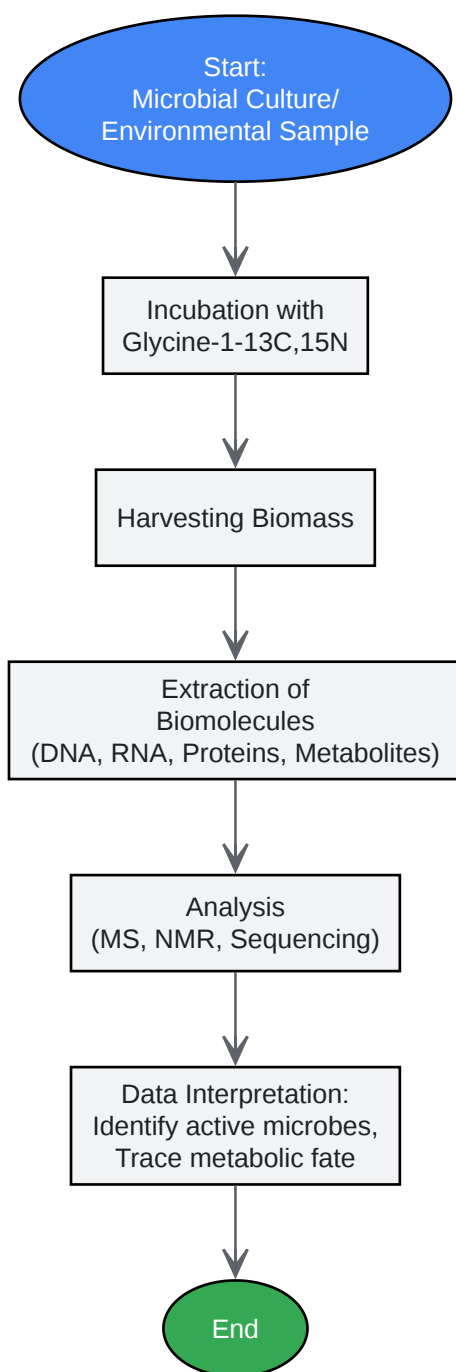 Start:
Microbial Culture/
Environmental Sample
Incubation with
Glycine-1-13C,15N
Harvesting Biomass
Extraction of
Biomolecules
(DNA, RNA, Proteins, Metabolites)
Analysis
(MS, NMR, Sequencing)
Data Interpretation:
Identify active microbes,
Trace metabolic fate
End